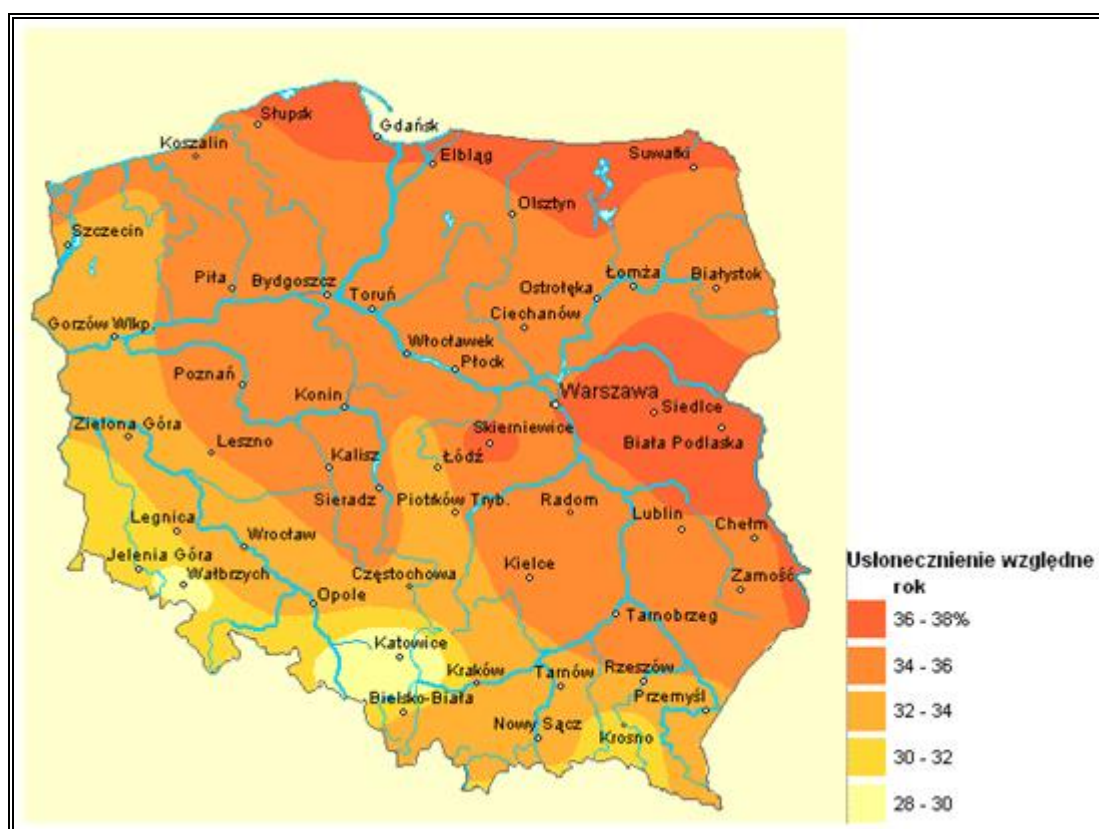 Słupsk
Gdańsk
Koszalin
Elbląg
Suwałki
Olsztyn
Szczecin
Piła
Bydgoszcz
Toruń
Ostrołęka
Łomża
Białystok
Ciechanów
Gorzów Wlkp.
Włocławek
Płock
Poznań
Konin
Warszawa
Siedlce
Zielona Góra
Skierniewice
Biała Podlaska
Leszno
Kalisz
Łódź
Sieradz
Piotrków Tryb.
Radom
Lublin
Chełm
Legnica
Wrocław
Jelenia Góra
Wałbrzych
Częstochowa
Kielce
Zamość
Opole
Tarnobrzeg
Katowice
Kraków
Tarnów
Rzeszów
Przemyśl
Bielsko-Biała
Nowy Sącz
Krosno
Usłonecznienie względne
rok
36 - 38%
34 - 36
32 - 34
30 - 32
28 - 30